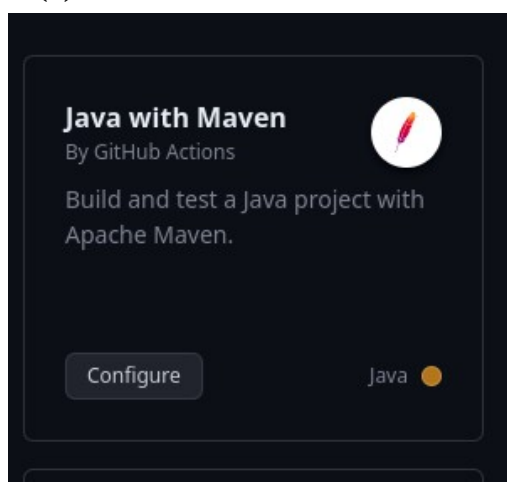 Java with Maven
By GitHub Actions
Build and test a Java project with
Apache Maven.
Configure
Java